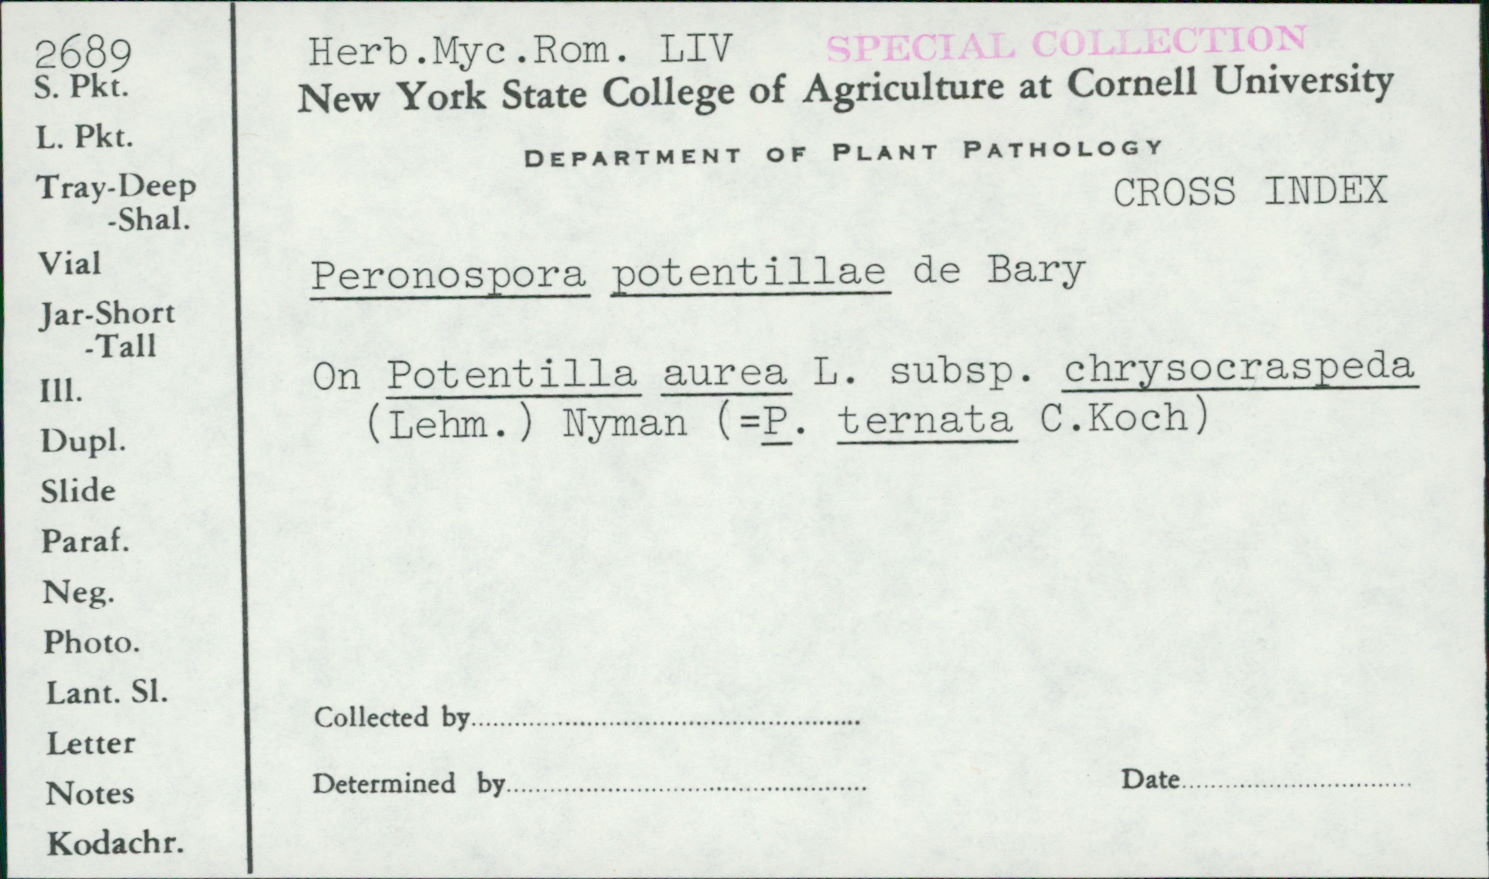 2689
S. Pkt.
L. Pkt.
Tray-Deep
-Shal.
Vial
Jar-Short
-Tall
Ill.
Dupl.
Slide
Paraf.
Neg.
Photo.
Lant. Sl.
Letter
Notes
Kodachr.
Herb.Myc.Rom. LIV SPECIAL COLLECTION
New York State College of Agriculture at Cornell University
DEPARTMENT OF PLANT PATHOLOGY
CROSS INDEX
Peronospora potentillae de Bary
On Potentilla aurea L. subsp. chrysocraspeda
(Lehm.) Nyman (=P. ternata C.Koch)
Collected by
Determined by Date